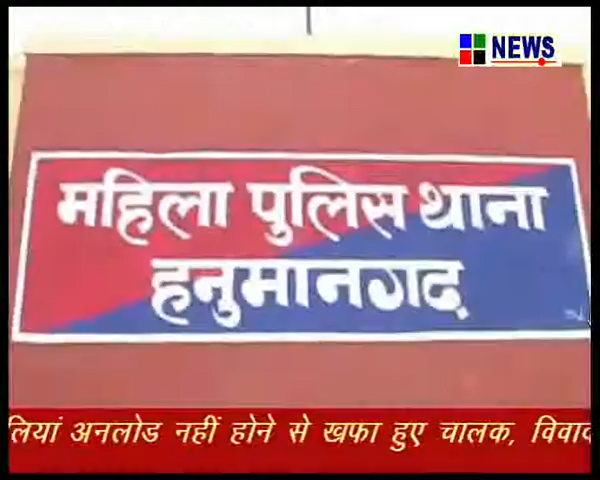 NEWS
महिला पुलिस थाना
हनुमानगढ़
लियां अनलोड नहीं होने से खफा हुए चालक, विवाद